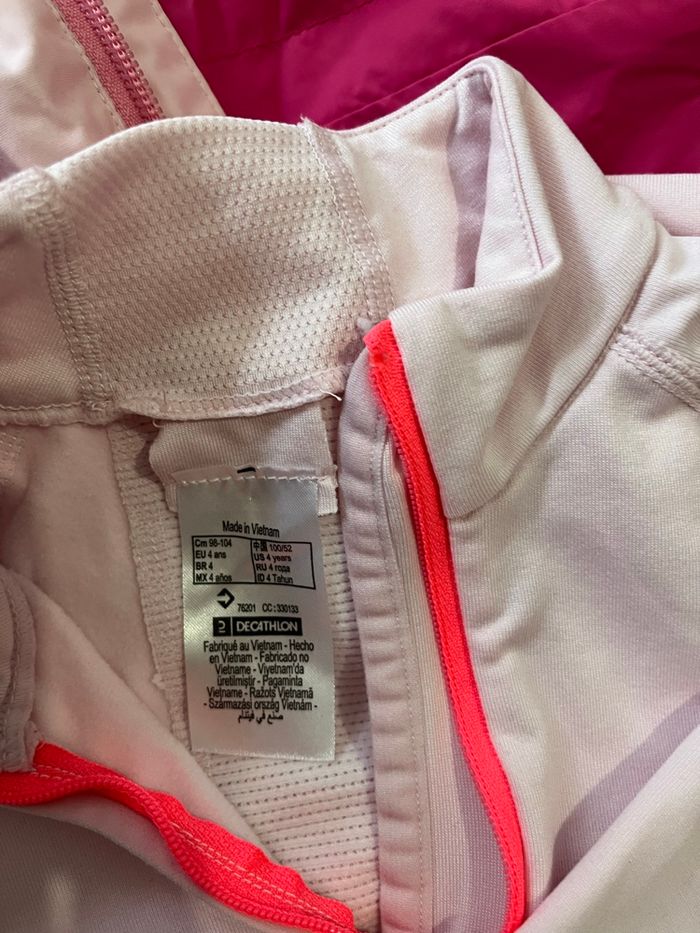 Made in Vietnam
Cm 98-104
EU 4 ans
BR 4
MX 4 años
中国 100/52
US 4 years
RU 4 года
ID 4 Tahun
76201 CC:330133
DECATHLON
Fabriqué au Vietnam - Hecho
en Vietnam - Fabricado no
Vietname - Viyetnam'da
üretilmiştir - Pagaminta
Vietname - Ražots Vietnamā
- Származási ország Vietnám -
صنع في فيتنام